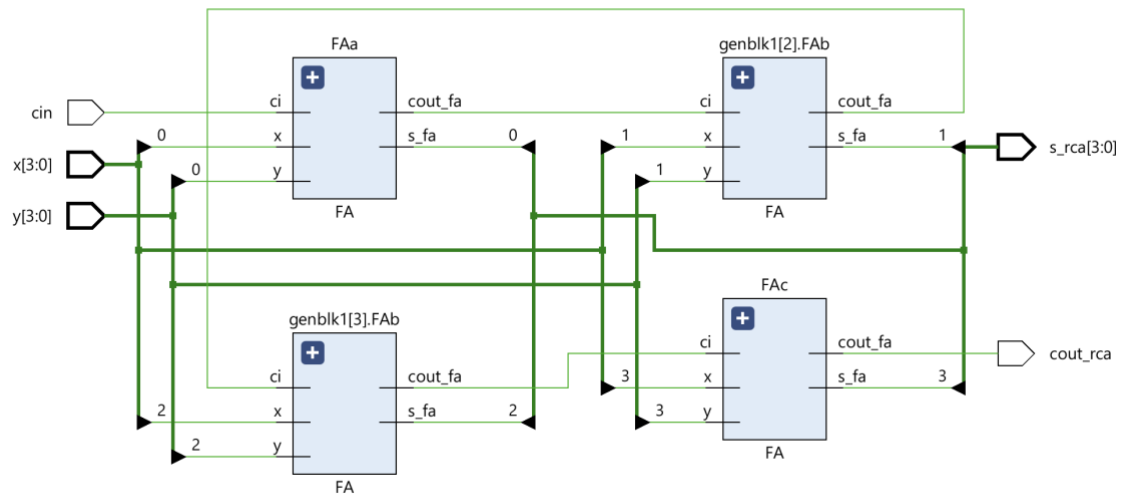 FAa
genblk1[2].FAb
ci
cout_fa
ci
cout_fa
cin
0
x
s_fa
0
1
x
s_fa
1
s_rca[3:0]
x[3:0]
0
y
1
y
y[3:0]
FA
FA
FAc
genblk1[3].FAb
ci
cout_fa
cout_rca
ci
cout_fa
3
x
s_fa
3
2
x
s_fa
2
3
y
2
y
FA
FA